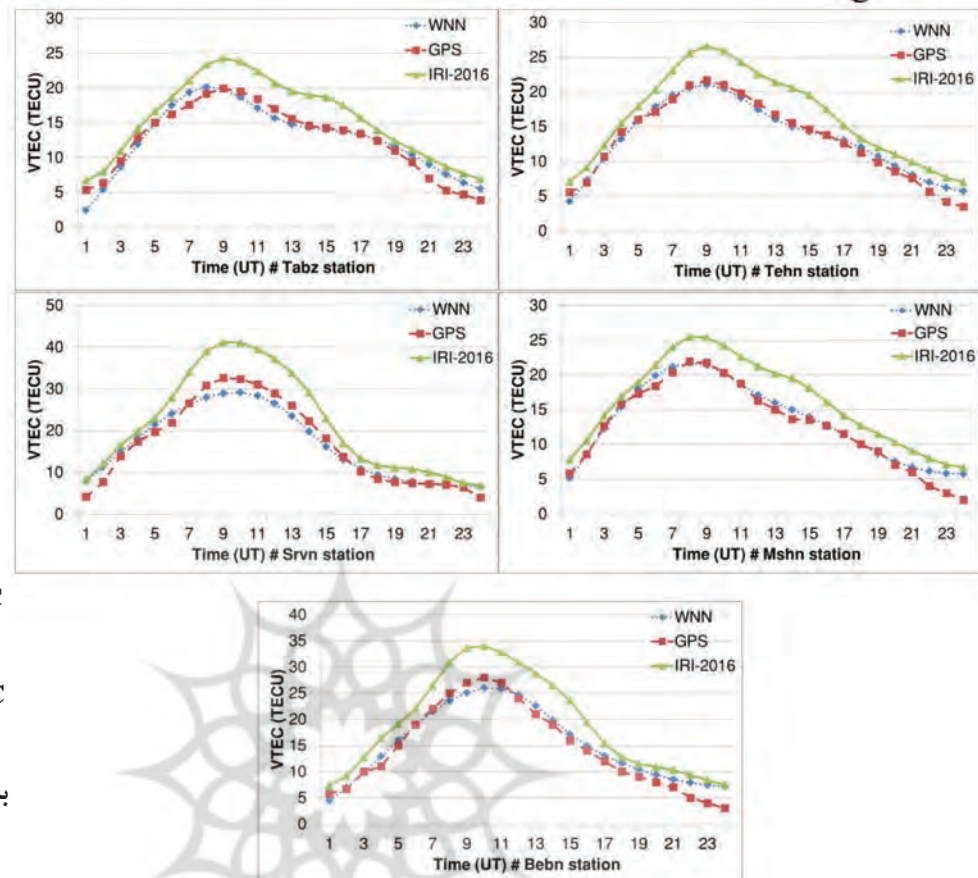 g
30
25
20
15
10
5
0
VTEC (TECU)
WNN
GPS
IRI-2016
1 3 5 7 9 11 13 15 17 19 21 23
Time (UT) # Tabz station
30
25
20
15
10
5
0
VTEC (TECU)
WNN
GPS
IRI-2016
1 3 5 7 9 11 13 15 17 19 21 23
Time (UT) # Tehn station
50
40
30
20
10
0
VTEC (TECU)
WNN
GPS
IRI-2016
1 3 5 7 9 11 13 15 17 19 21 23
Time (UT) # Srvn station
30
25
20
15
10
5
0
VTEC (TECU)
WNN
GPS
IRI-2016
1 3 5 7 9 11 13 15 17 19 21 23
Time (UT) # Mshn station
40
35
30
25
20
15
10
5
0
VTEC (TECU)
WNN
GPS
IRI-2016
1 3 5 7 9 11 13 15 17 19 21 23
Time (UT) # Bebn station